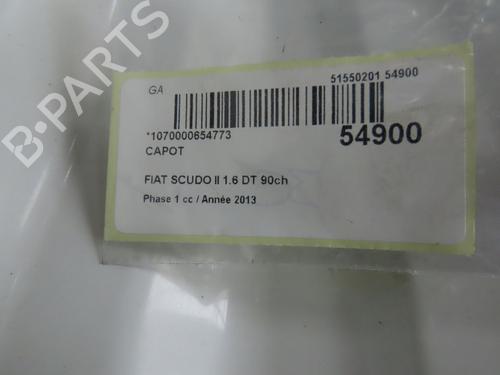 B-PARTS
GA
51550201 54900
*1070000654773
54900
CAPOT
FIAT SCUDO II 1.6 DT 90ch
Phase 1 cc / Année 2013